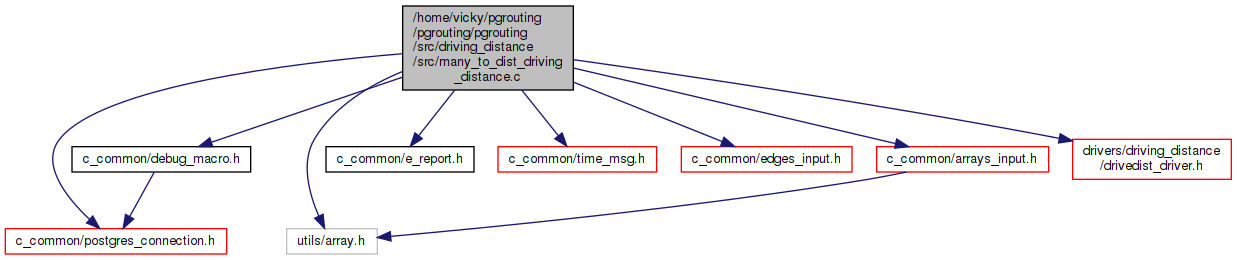 /home/vicky/pgrouting
/pgrouting/pgrouting
/src/driving_distance
/src/many_to_dist_driving
_distance.c
c_common/debug_macro.h
c_common/e_report.h
c_common/time_msg.h
c_common/edges_input.h
c_common/arrays_input.h
drivers/driving_distance
/drivedist_driver.h
c_common/postgres_connection.h
utils/array.h